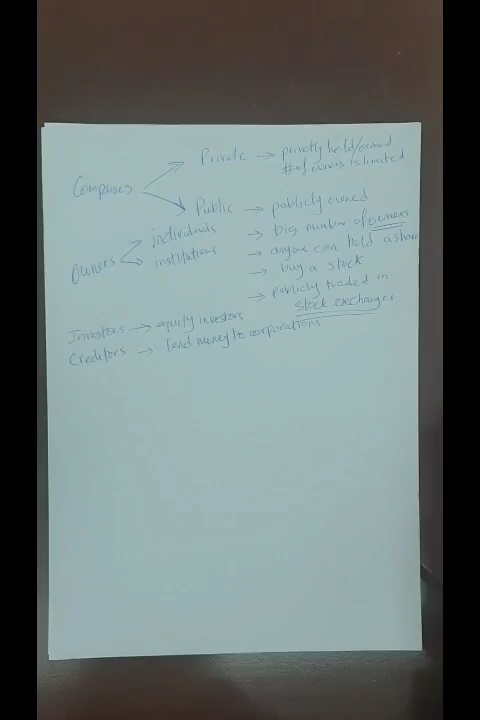 Companies
Private → privetly held/owned
# of owners is limited
Public → publicly owned
→ big number of owners
→ anyone can hold a share
→ buy a stock
→ publicly traded in
stock exchanges
Owners
individuals
institutions
Investors → equity investors
Creditors → lend money to corporations